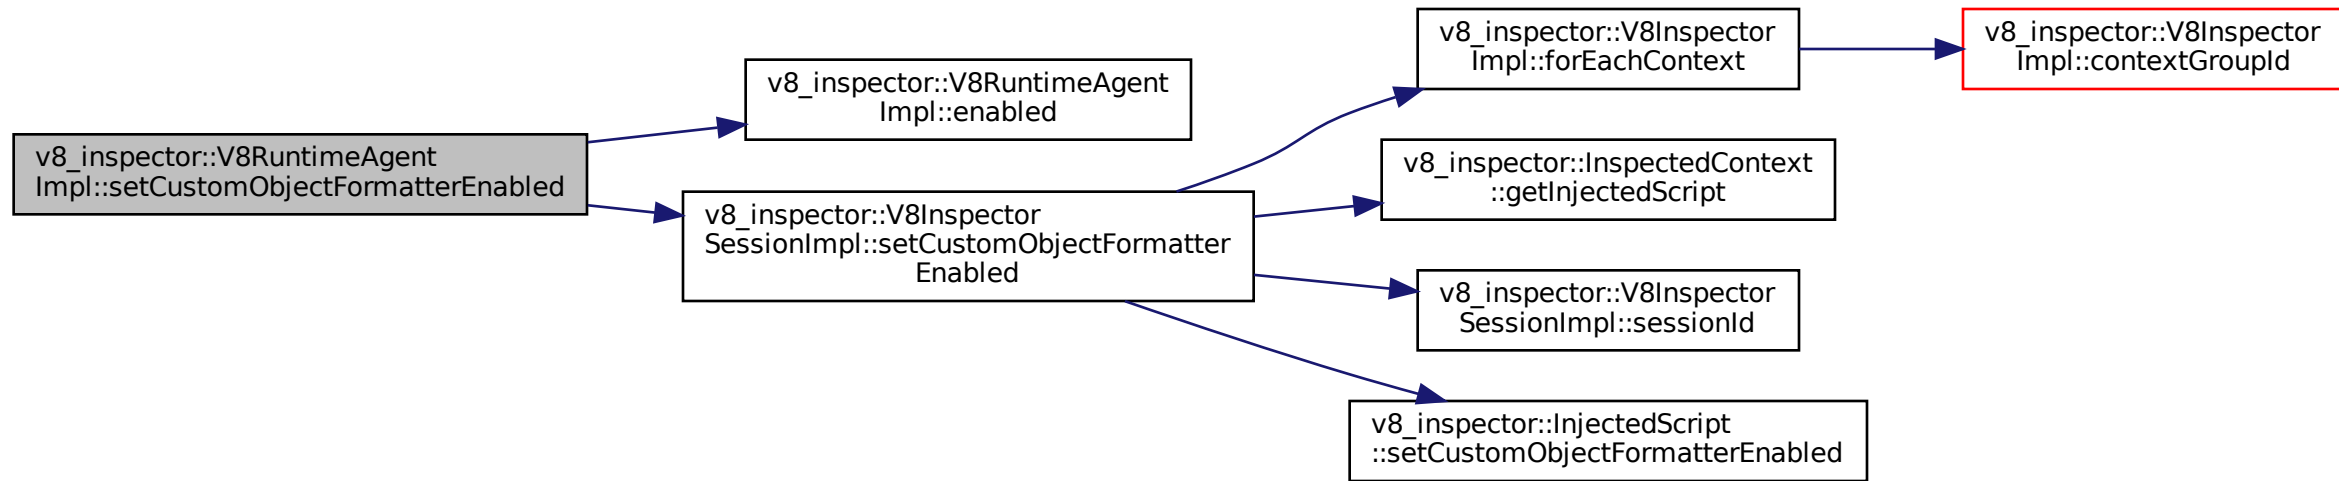 v8_inspector::V8RuntimeAgent
Impl::setCustomObjectFormatterEnabled
v8_inspector::V8RuntimeAgent
Impl::enabled
v8_inspector::V8Inspector
SessionImpl::setCustomObjectFormatter
Enabled
v8_inspector::V8Inspector
Impl::forEachContext
v8_inspector::V8Inspector
Impl::contextGroupId
v8_inspector::InspectedContext
::getInjectedScript
v8_inspector::V8Inspector
SessionImpl::sessionId
v8_inspector::InjectedScript
::setCustomObjectFormatterEnabled